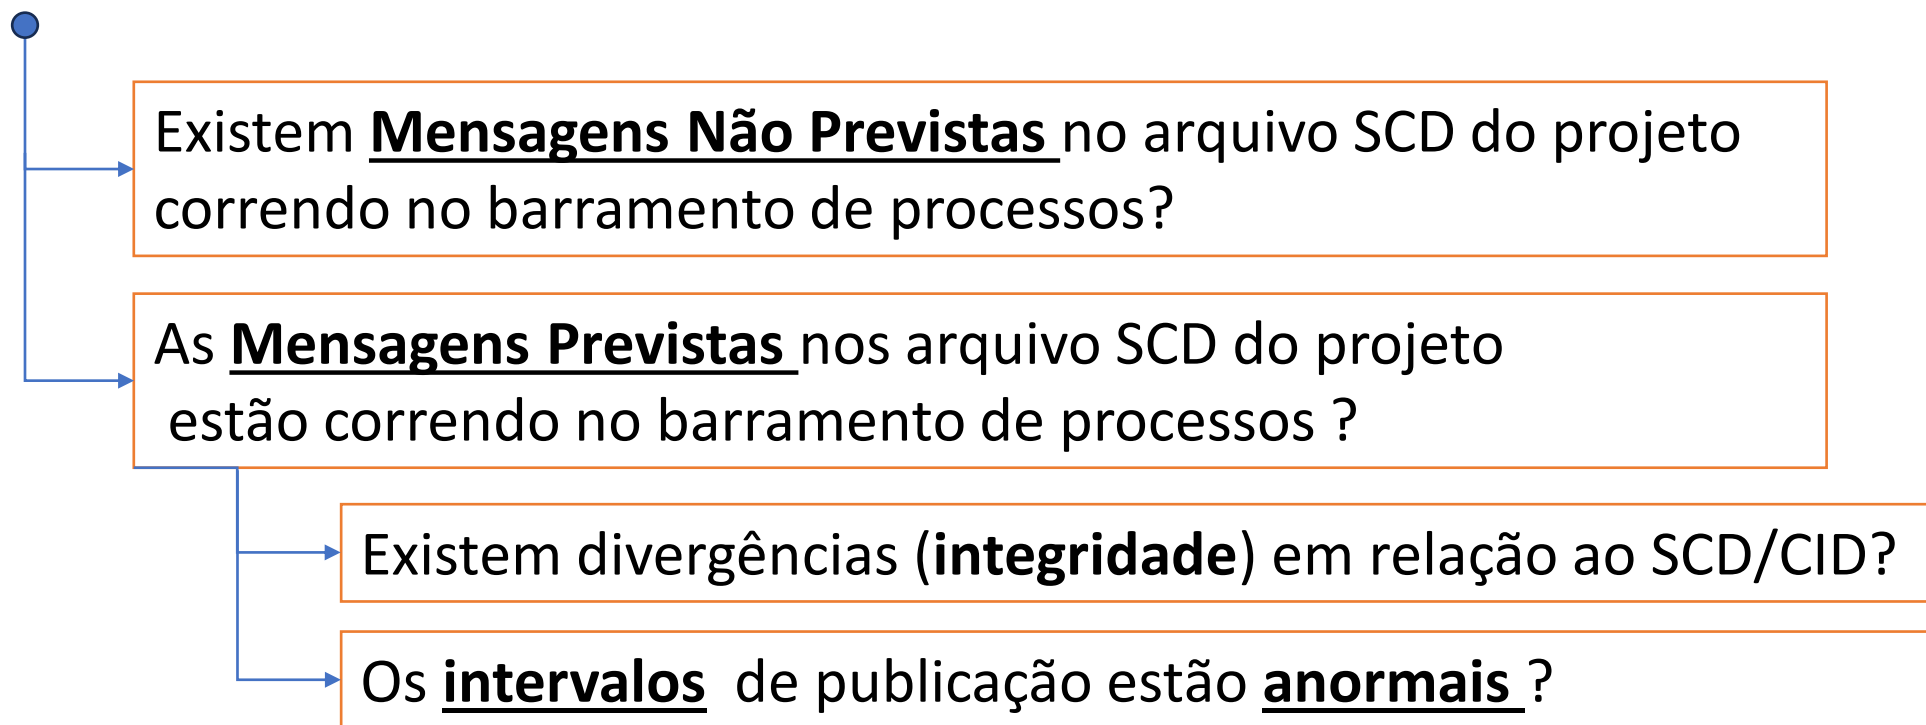 Existem Mensagens Não Previstas no arquivo SCD do projeto
correndo no barramento de processos?
As Mensagens Previstas nos arquivo SCD do projeto
estão correndo no barramento de processos ?
Existem divergências (integridade) em relação ao SCD/CID?
Os intervalos de publicação estão anormais ?